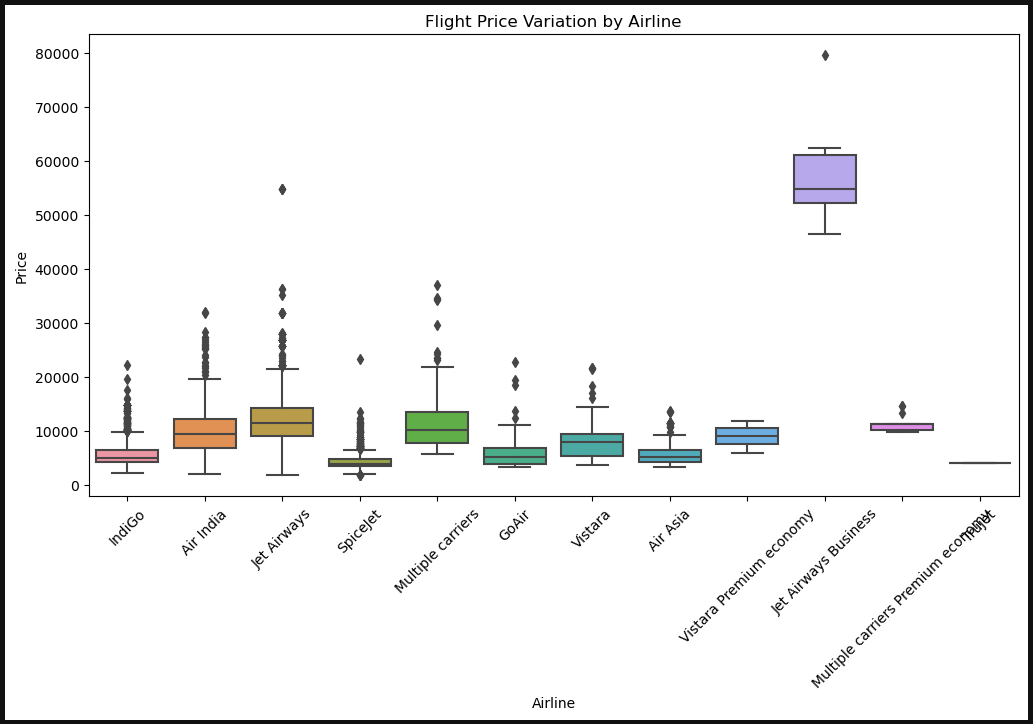 Flight Price Variation by Airline
80000
70000
60000
50000
40000
30000
20000
10000
0
Price
IndiGo
Air India
Jet Airways
SpiceJet
Multiple carriers
GoAir
Vistara
Air Asia
Vistara Premium economy
Jet Airways Business
Multiple carriers Premium economy
Trujet
Airline